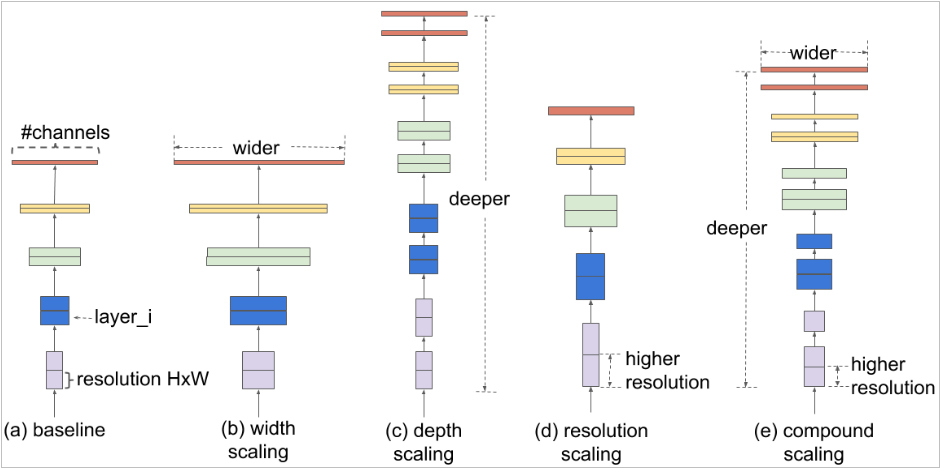 #channels
layer_i
resolution HxW
(a) baseline
wider
(b) width
scaling
deeper
(c) depth
scaling
higher
resolution
(d) resolution
scaling
wider
deeper
higher
resolution
(e) compound
scaling